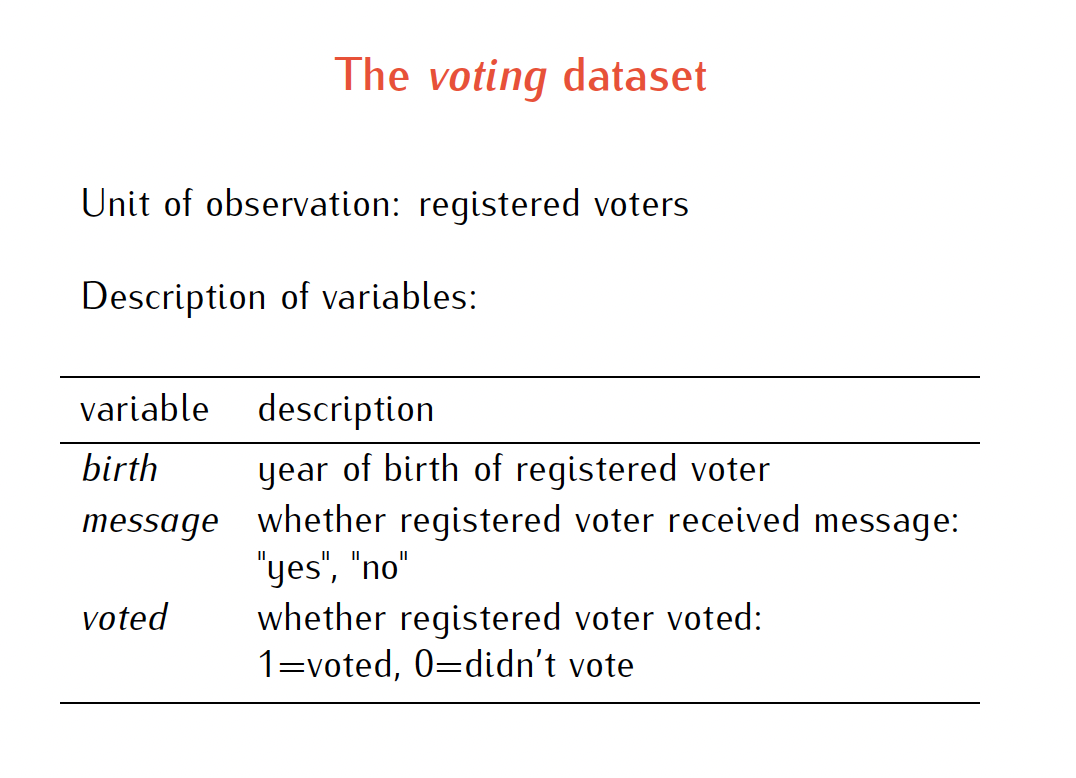 The voting dataset
Unit of observation: registered voters
Description of variables:
variable description
birth year of birth of registered voter
message whether registered voter received message:
"yes", "no"
voted whether registered voter voted:
1=voted, 0=didn't vote